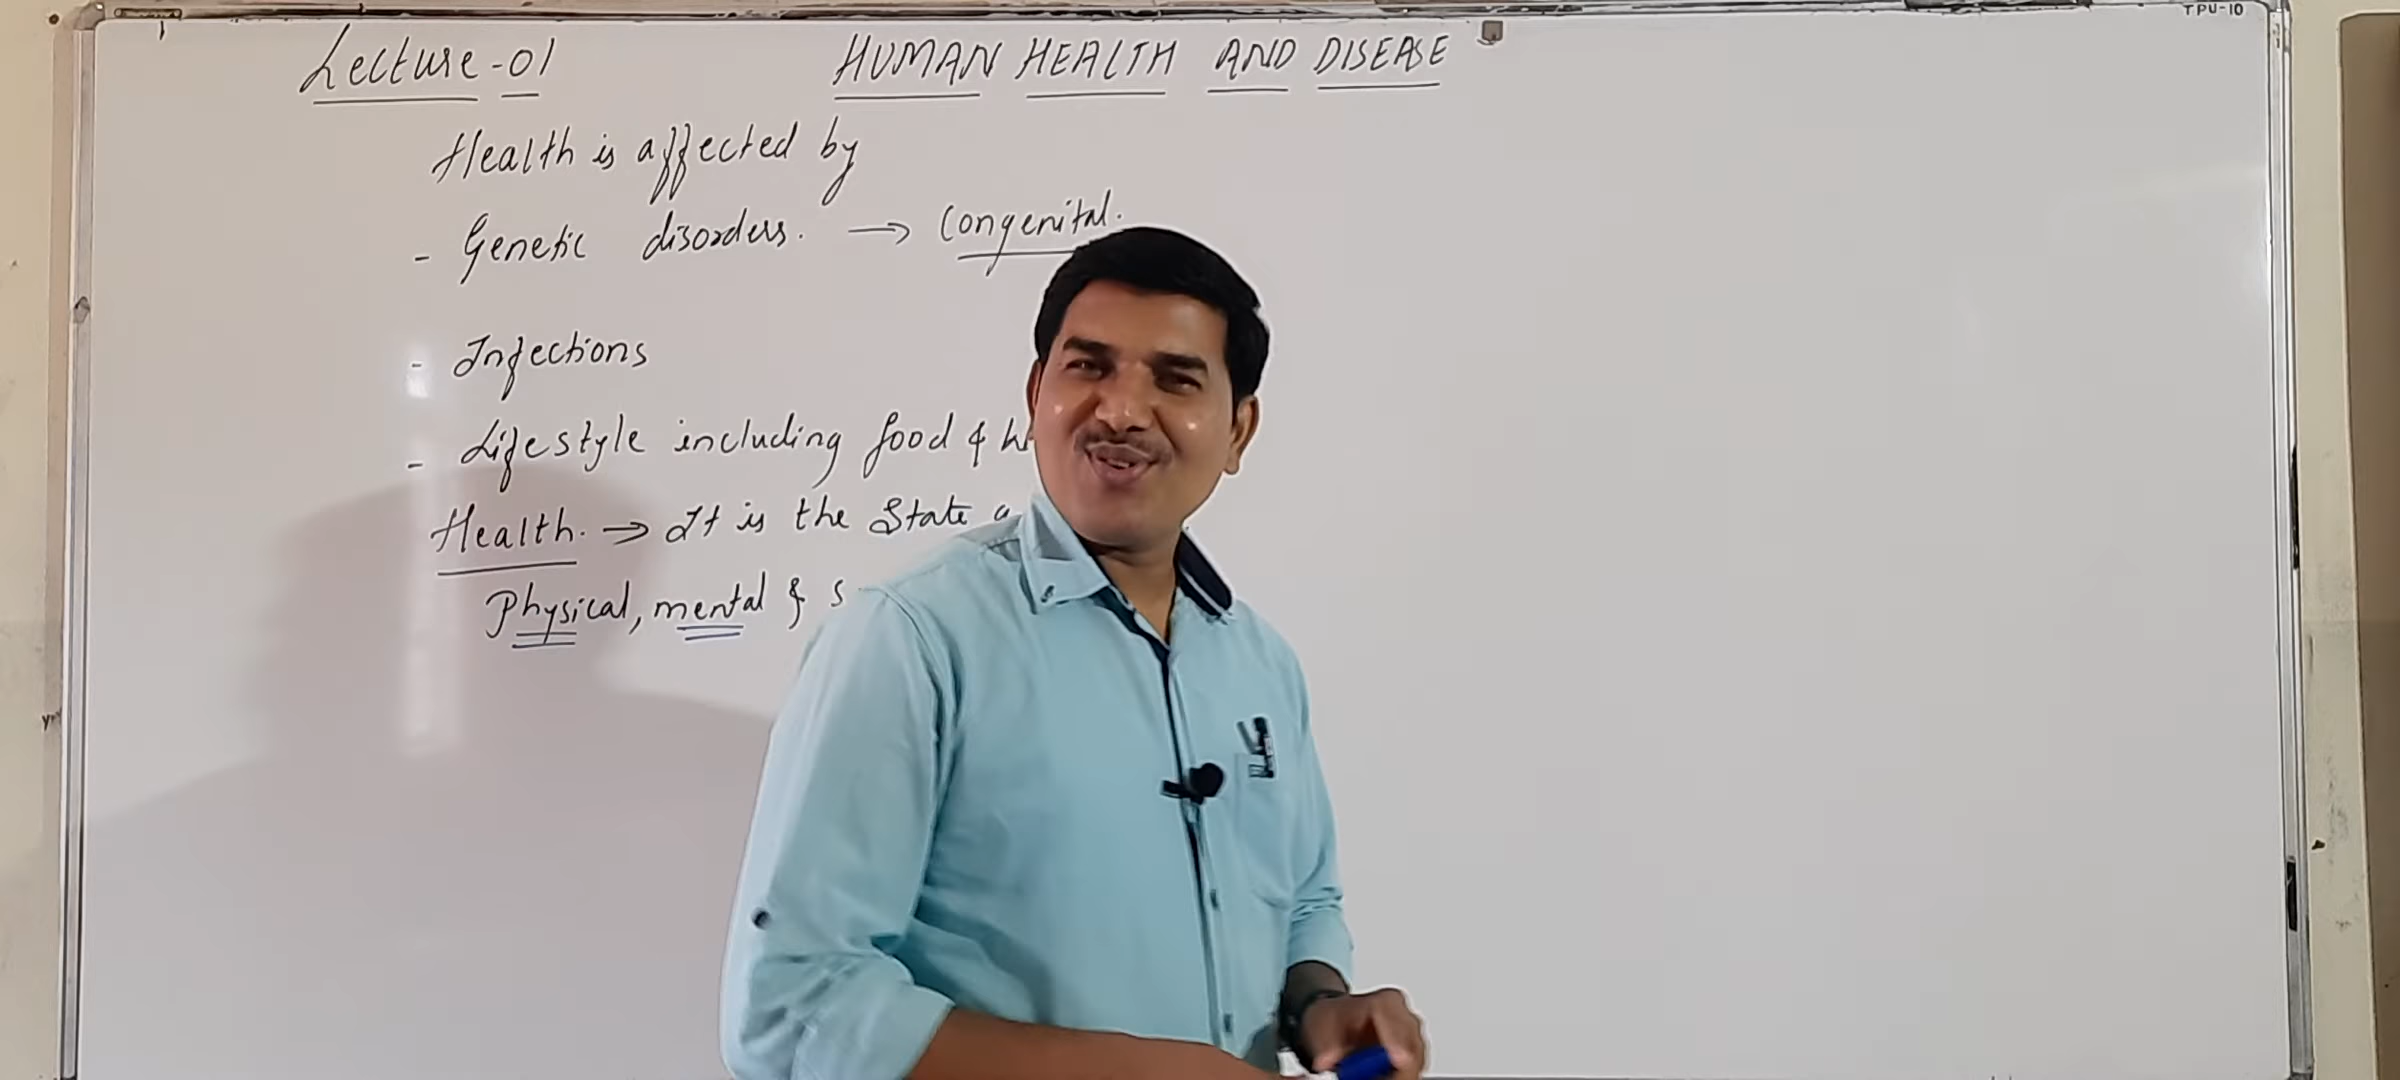 TPU-10
Lecture-01 HUMAN HEALTH AND DISEASE
Health is affected by
- Genetic disorders. → Congenital.
- Infections
- Lifestyle including food &
Health. → It is the State
Physical, mental &